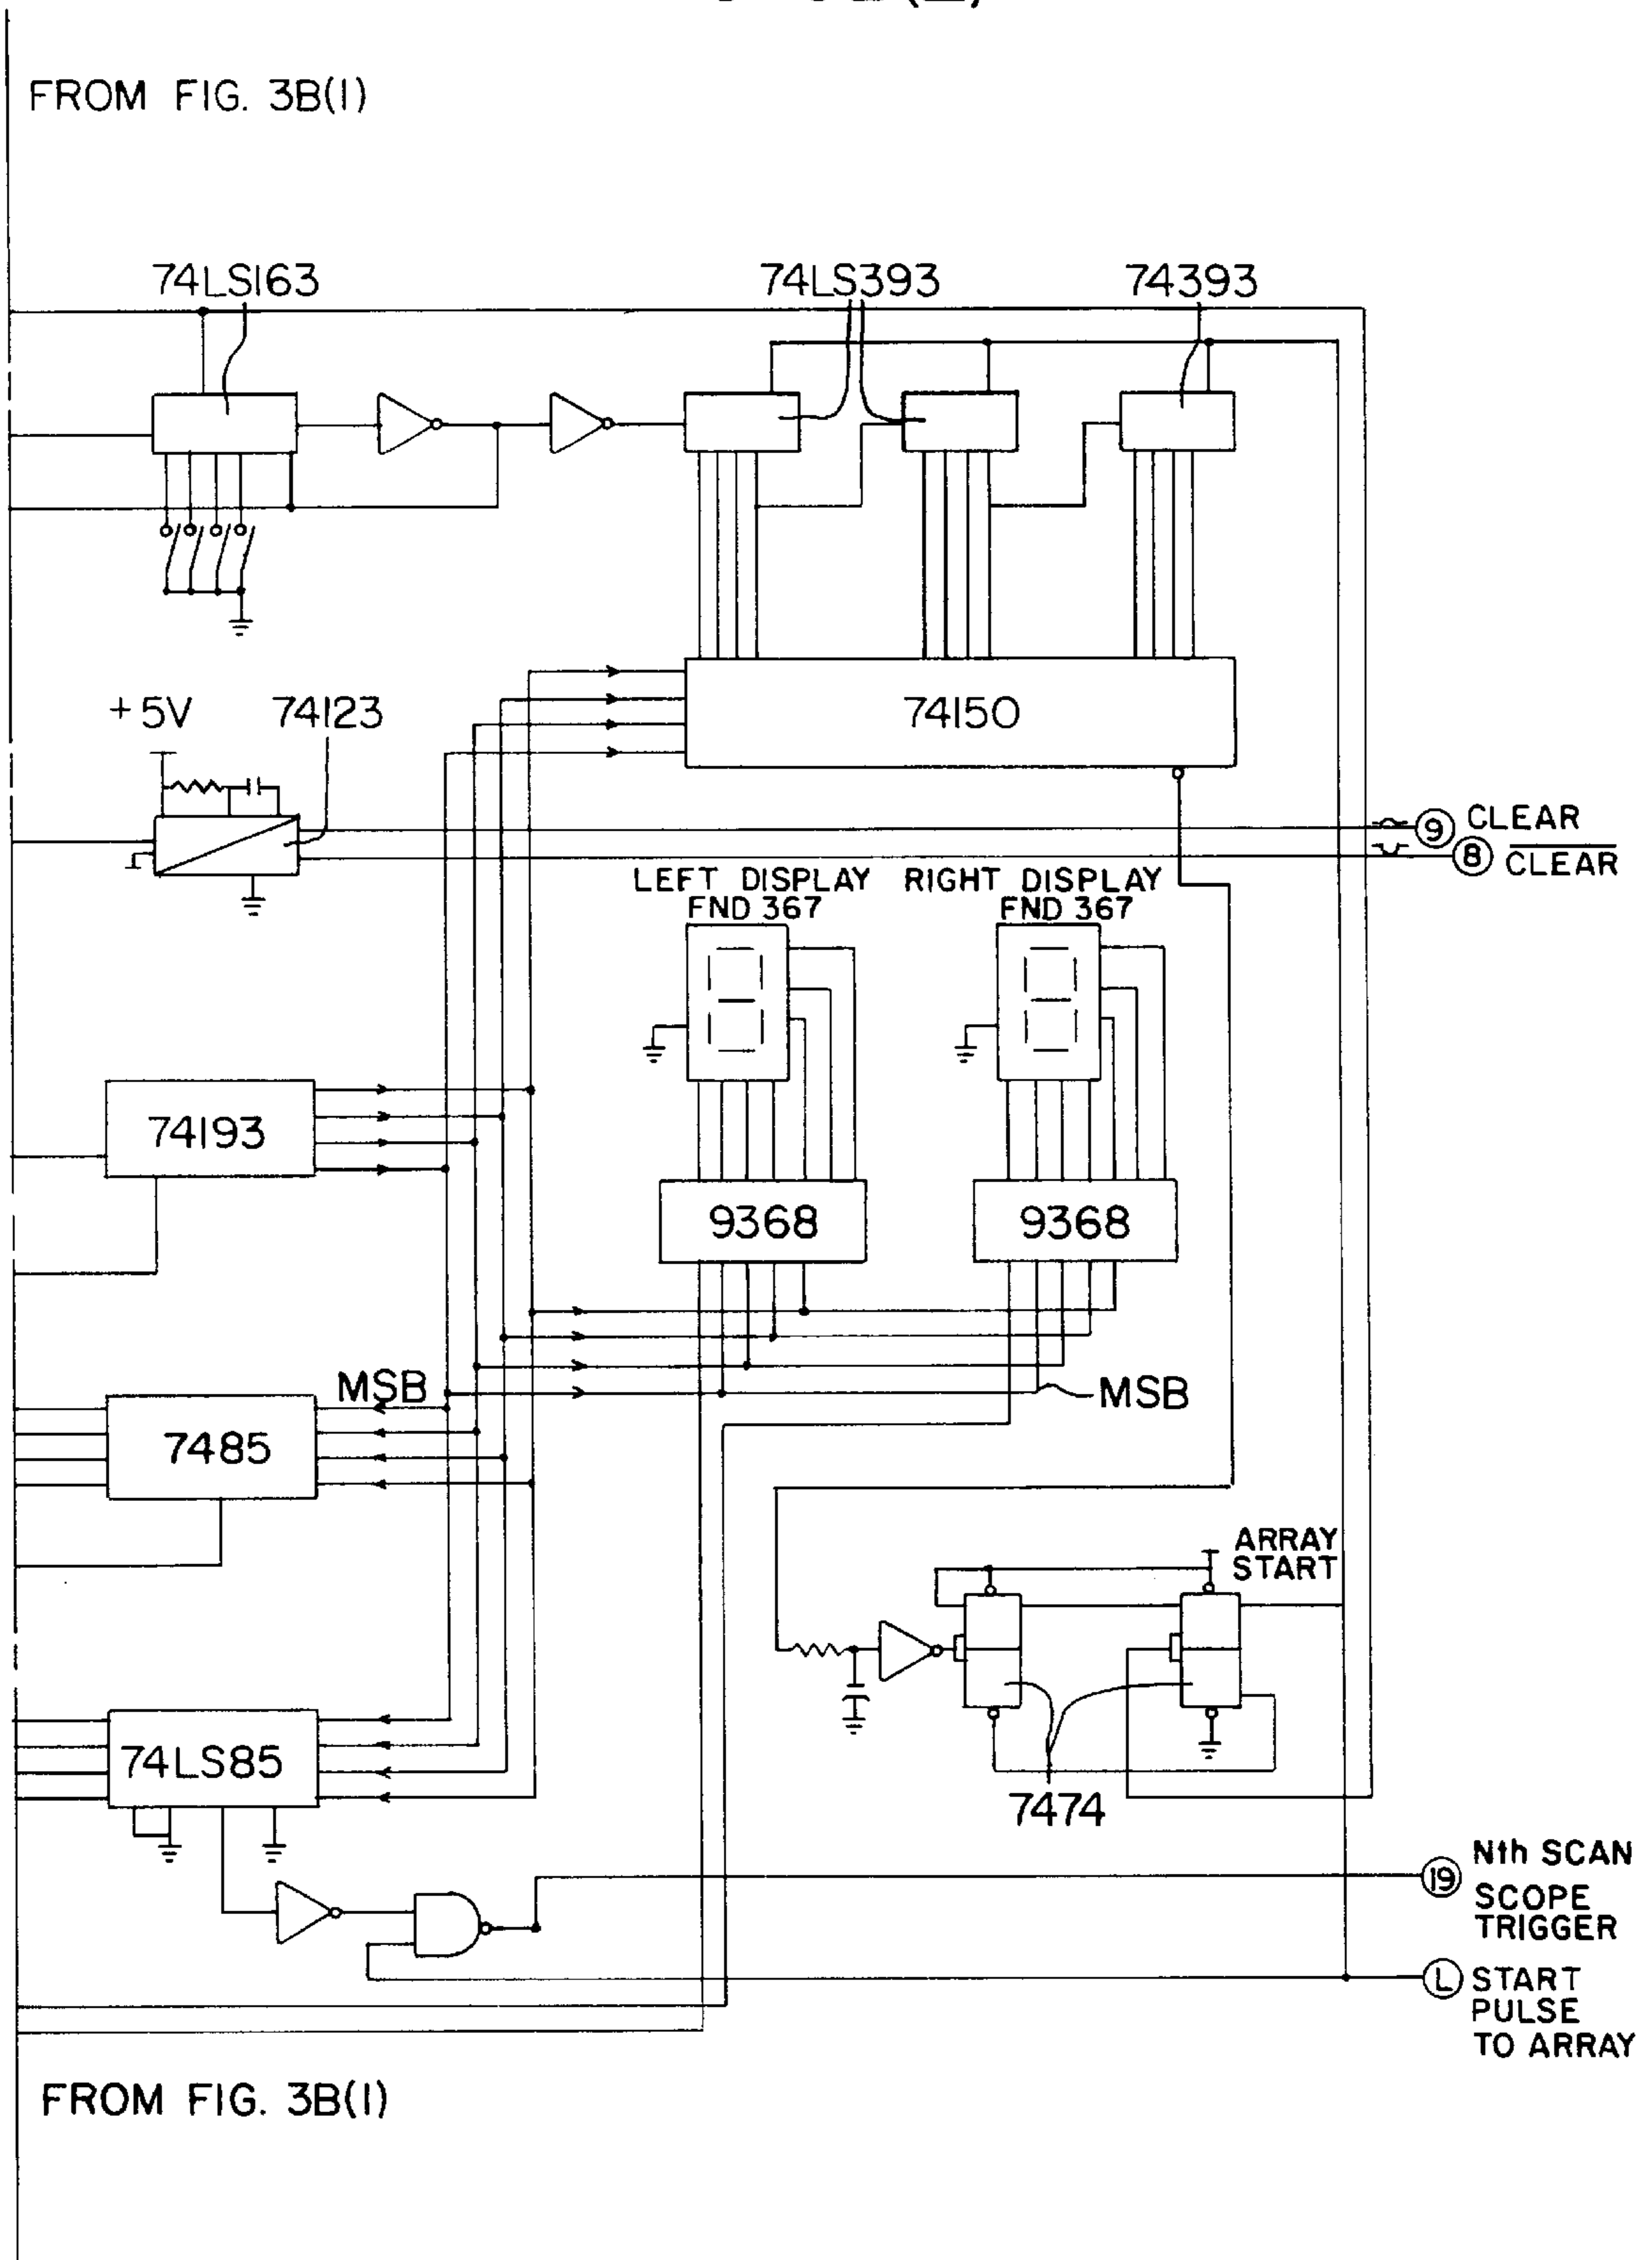 FROM FIG. 3B(1)
74LS163
74LS393
74393
+5V
74123
74150
9 CLEAR
8 CLEAR
LEFT DISPLAY
FND 367
RIGHT DISPLAY
FND 367
74193
9368
9368
MSB
MSB
7485
ARRAY
START
74LS85
7474
19 Nth SCAN
SCOPE
TRIGGER
L START
PULSE
TO ARRAY
FROM FIG. 3B(1)